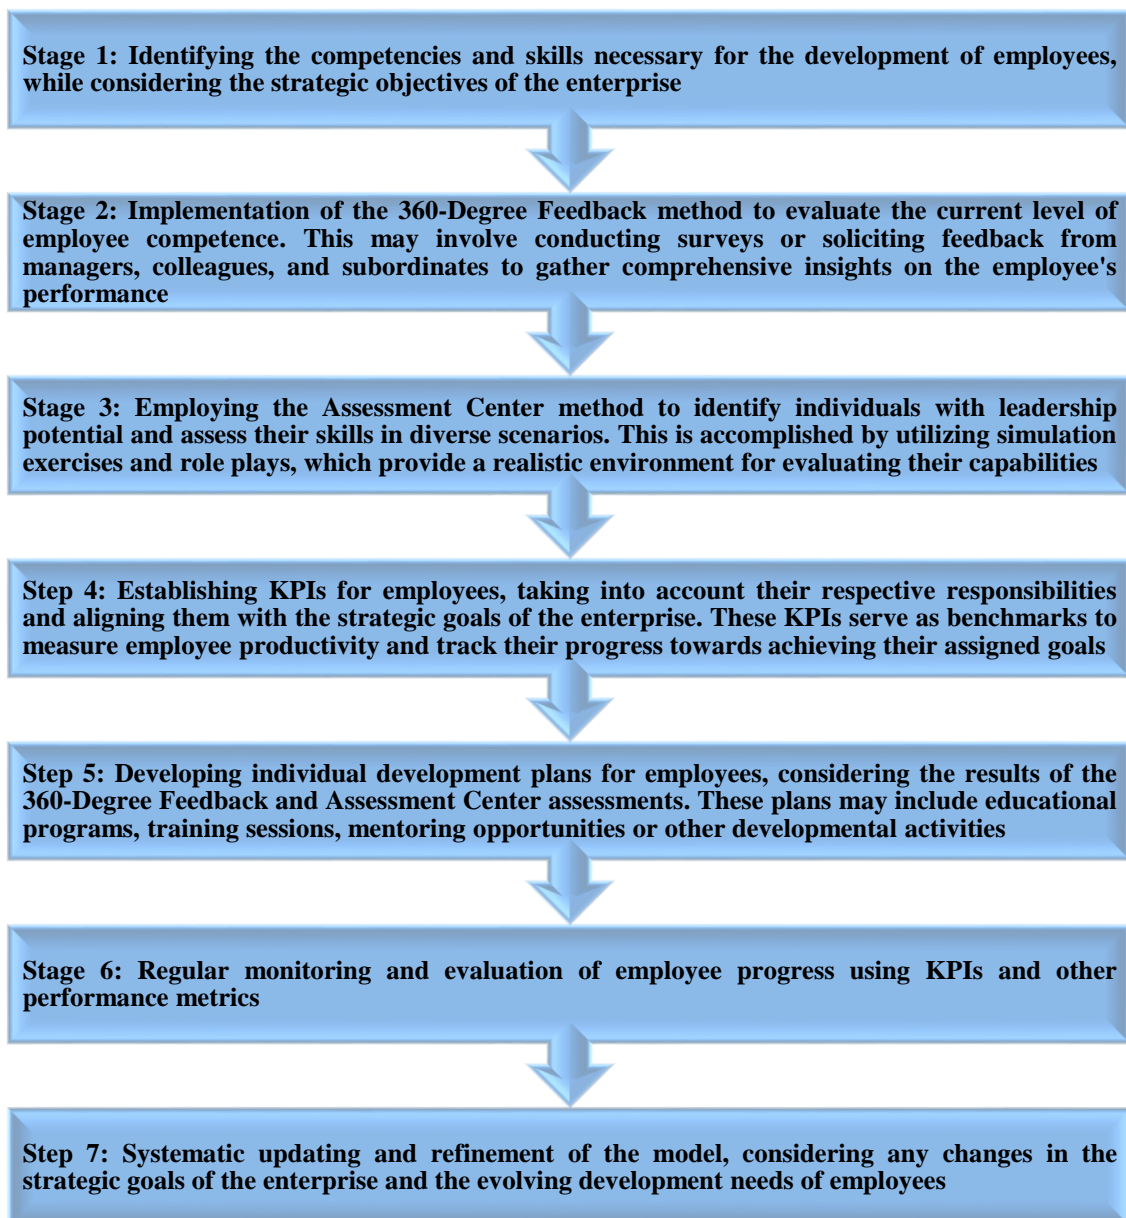 Stage 1: Identifying the competencies and skills necessary for the development of employees,
while considering the strategic objectives of the enterprise
Stage 2: Implementation of the 360-Degree Feedback method to evaluate the current level of
employee competence. This may involve conducting surveys or soliciting feedback from
managers, colleagues, and subordinates to gather comprehensive insights on the employee's
performance
Stage 3: Employing the Assessment Center method to identify individuals with leadership
potential and assess their skills in diverse scenarios. This is accomplished by utilizing simulation
exercises and role plays, which provide a realistic environment for evaluating their capabilities
Step 4: Establishing KPIs for employees, taking into account their respective responsibilities
and aligning them with the strategic goals of the enterprise. These KPIs serve as benchmarks to
measure employee productivity and track their progress towards achieving their assigned goals
Step 5: Developing individual development plans for employees, considering the results of the
360-Degree Feedback and Assessment Center assessments. These plans may include educational
programs, training sessions, mentoring opportunities or other developmental activities
Stage 6: Regular monitoring and evaluation of employee progress using KPIs and other
performance metrics
Step 7: Systematic updating and refinement of the model, considering any changes in the
strategic goals of the enterprise and the evolving development needs of employees